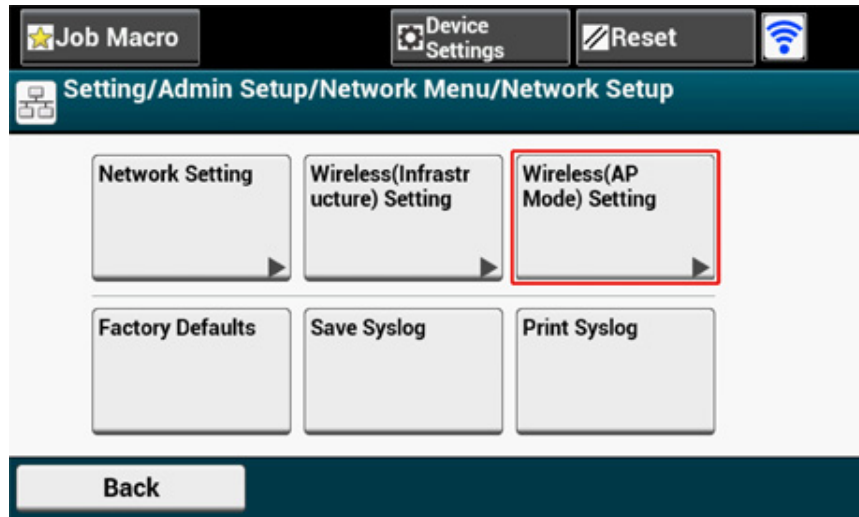 Job Macro
Device
Settings
Reset
Setting/Admin Setup/Network Menu/Network Setup
Network Setting
Wireless(Infrastr
ucture) Setting
Wireless(AP
Mode) Setting
Factory Defaults
Save Syslog
Print Syslog
Back